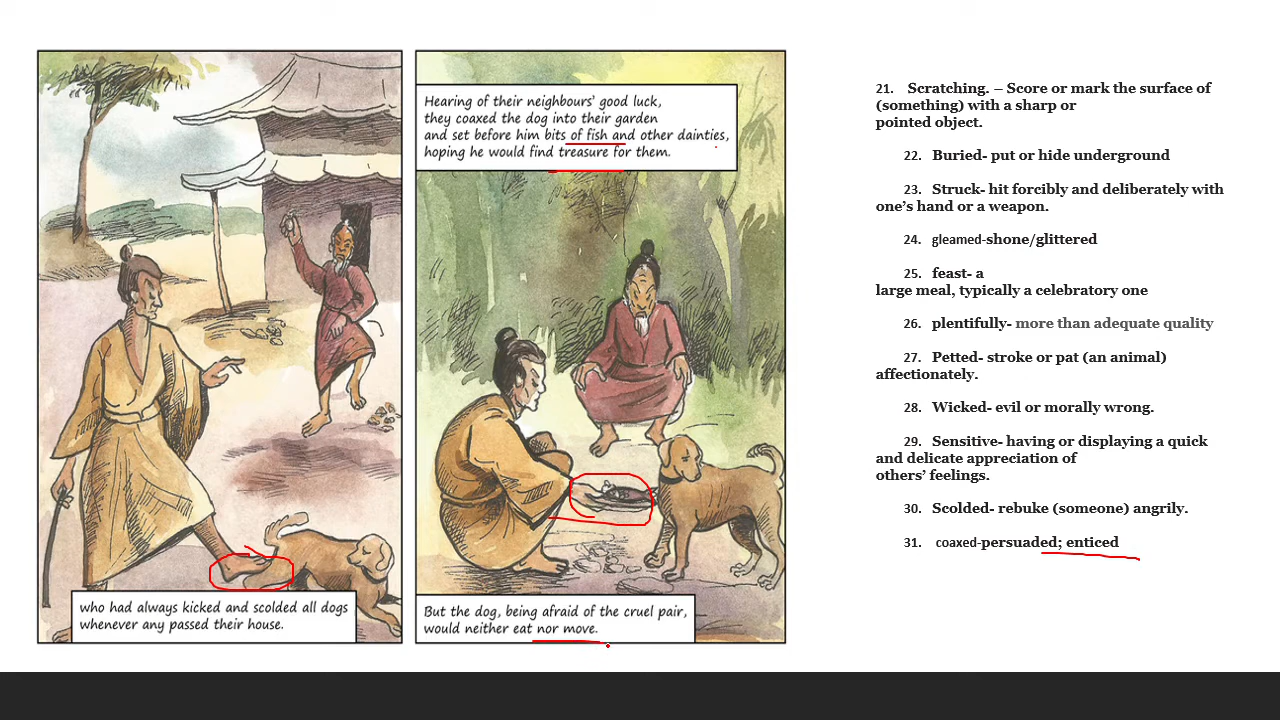 who had always kicked and scolded all dogs
whenever any passed their house.
Hearing of their neighbours' good luck,
they coaxed the dog into their garden
and set before him bits of fish and other dainties,
hoping he would find treasure for them.
But the dog, being afraid of the cruel pair,
would neither eat nor move.
21. Scratching. – Score or mark the surface of
(something) with a sharp or
pointed object.
22. Buried- put or hide underground
23. Struck- hit forcibly and deliberately with
one's hand or a weapon.
24. gleamed-shone/glittered
25. feast- a
large meal, typically a celebratory one
26. plentifully- more than adequate quality
27. Petted- stroke or pat (an animal)
affectionately.
28. Wicked- evil or morally wrong.
29. Sensitive- having or displaying a quick
and delicate appreciation of
others' feelings.
30. Scolded- rebuke (someone) angrily.
31. coaxed-persuaded; enticed